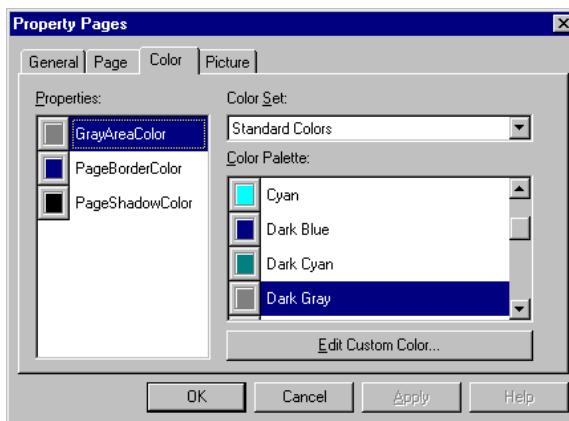 Property Pages
General Page Color Picture
Properties:
GrayAreaColor
PageBorderColor
PageShadowColor
Color Set:
Standard Colors
Color Palette:
Cyan
Dark Blue
Dark Cyan
Dark Gray
Edit Custom Color...
OK Cancel Apply Help